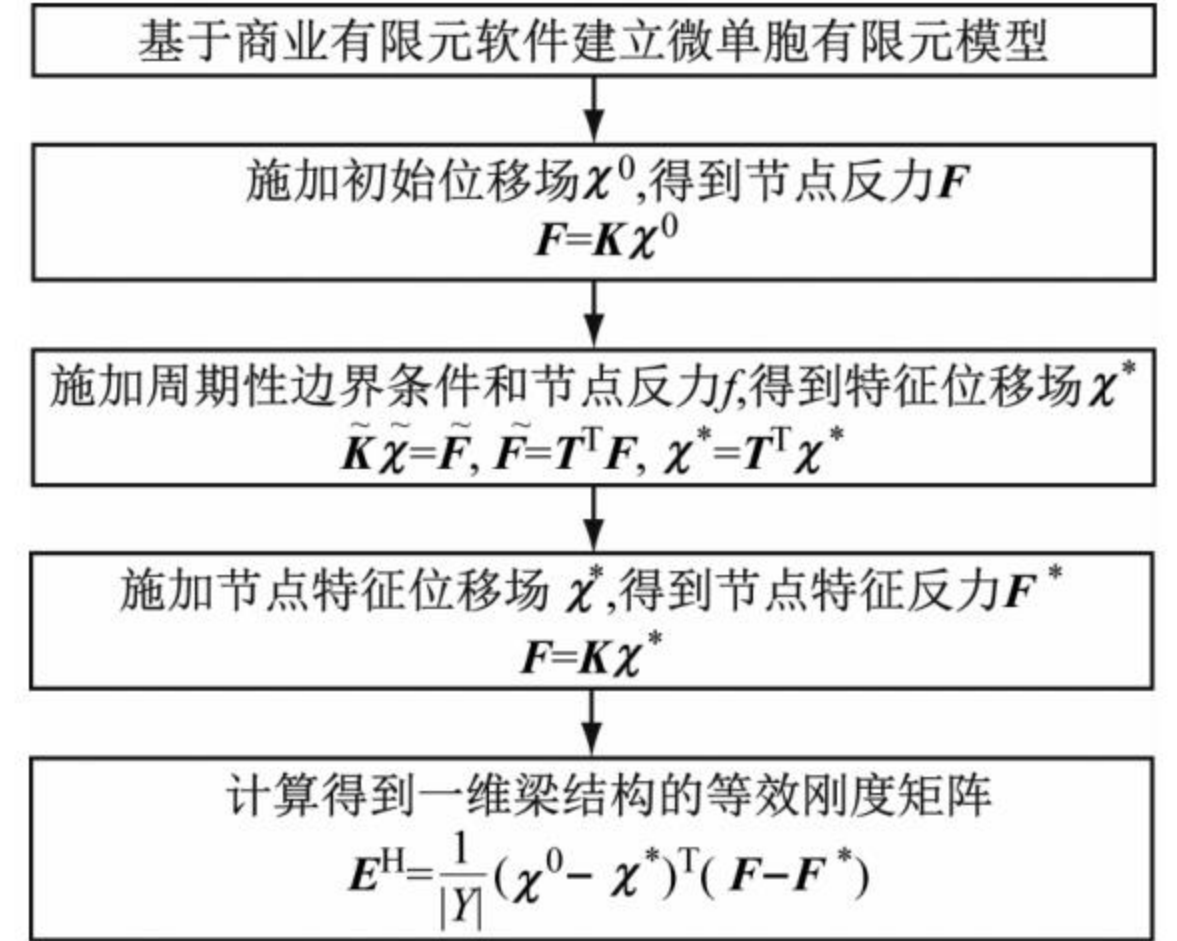 基于商业有限元软件建立微单胞有限元模型
施加初始位移场χ⁰,得到节点反力F
F=Kχ⁰
施加周期性边界条件和节点反力f,得到特征位移场χ*
K̃χ̃=F̃, F̃=TᵀF, χ*=Tᵀχ*
施加节点特征位移场 χ*,得到节点特征反力F *
F=Kχ*
计算得到一维梁结构的等效刚度矩阵
Eᴴ=1/|Y|(χ⁰− χ*)ᵀ( F−F *)